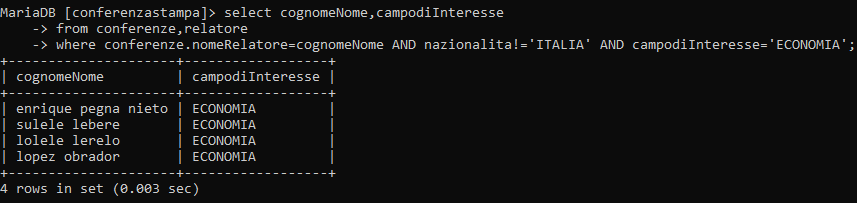 MariaDB [conferenzastampa]> select cognomeNome,campodiInteresse
    -> from conferenze,relatore
    -> where conferenze.nomeRelatore=cognomeNome AND nazionalita!='ITALIA' AND campodiInteresse='ECONOMIA';
+---------------------+------------------+
| cognomeNome         | campodiInteresse |
+---------------------+------------------+
| enrique pegna nieto | ECONOMIA         |
| sulele lebere       | ECONOMIA         |
| lolele lerelo       | ECONOMIA         |
| lopez obrador       | ECONOMIA         |
+---------------------+------------------+
4 rows in set (0.003 sec)